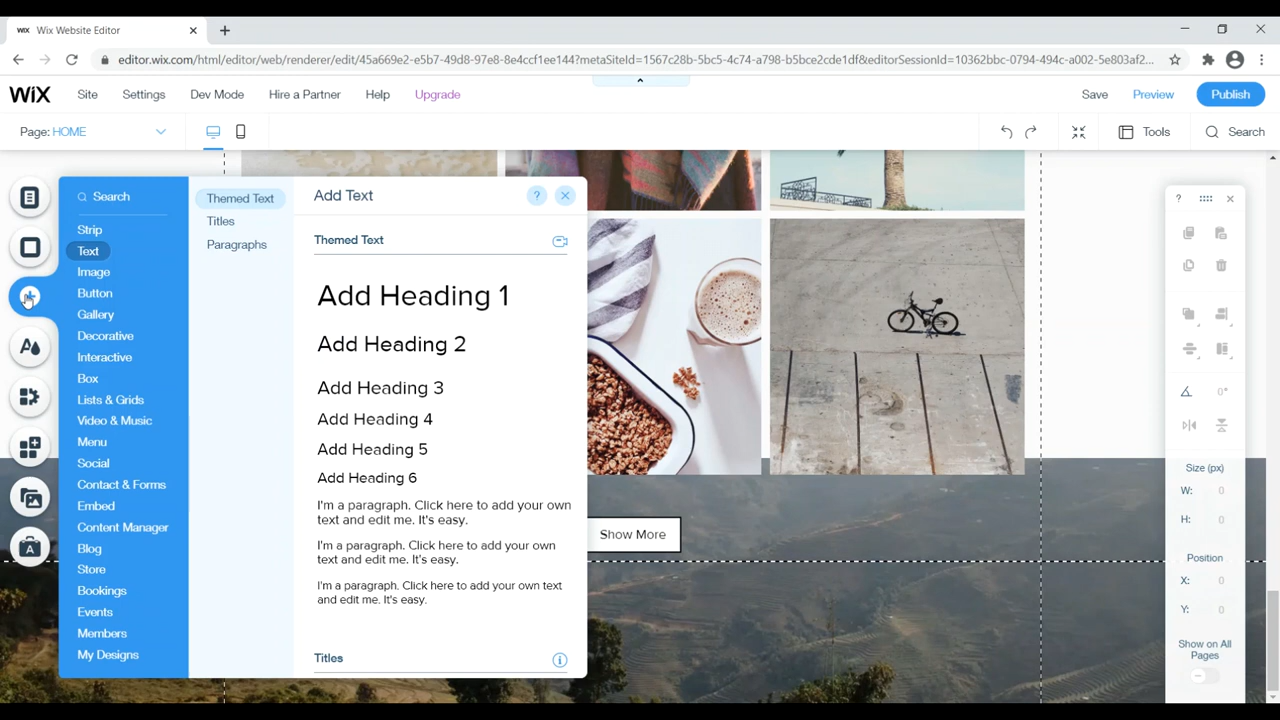 WIX Wix Website Editor
editor.wix.com/html/editor/web/renderer/edit/45a669e2-e5b7-49d8-97e8-8e4ccf1ee144?metaSiteId=1567c28b-5bc5-4c74-a798-b5bce2cde1df&editorSessionId=10362bbc-0794-494c-a002-5e803af2...
WIX Site Settings Dev Mode Hire a Partner Help Upgrade Save Preview Publish
Page: HOME Tools Search
Search
Strip
Text
Image
Button
Gallery
Decorative
Interactive
Box
Lists & Grids
Video & Music
Menu
Social
Contact & Forms
Embed
Content Manager
Blog
Store
Bookings
Events
Members
My Designs
Themed Text
Titles
Paragraphs
Add Text ?
Themed Text
Add Heading 1
Add Heading 2
Add Heading 3
Add Heading 4
Add Heading 5
Add Heading 6
I'm a paragraph. Click here to add your own
text and edit me. It's easy.
I'm a paragraph. Click here to add your own
text and edit me. It's easy.
I'm a paragraph. Click here to add your own text
and edit me. It's easy.
Titles
Show More
?
0°
Size (px)
W: 0
H: 0
Position
X: 0
Y: 0
Show on All
Pages